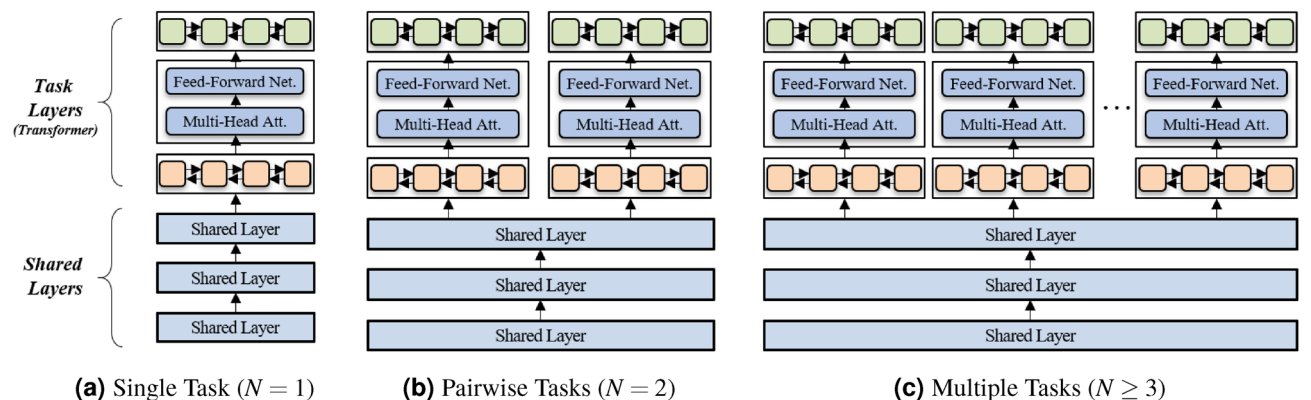 Task
Layers
(Transformer)
Feed-Forward Net.
Multi-Head Att.
Feed-Forward Net.
Multi-Head Att.
Feed-Forward Net.
Multi-Head Att.
Feed-Forward Net.
Multi-Head Att.
Feed-Forward Net.
Multi-Head Att.
...
Feed-Forward Net.
Multi-Head Att.
Shared
Layers
Shared Layer
Shared Layer
Shared Layer
Shared Layer
Shared Layer
Shared Layer
Shared Layer
Shared Layer
Shared Layer
(a) Single Task (N = 1)
(b) Pairwise Tasks (N = 2)
(c) Multiple Tasks (N ≥ 3)